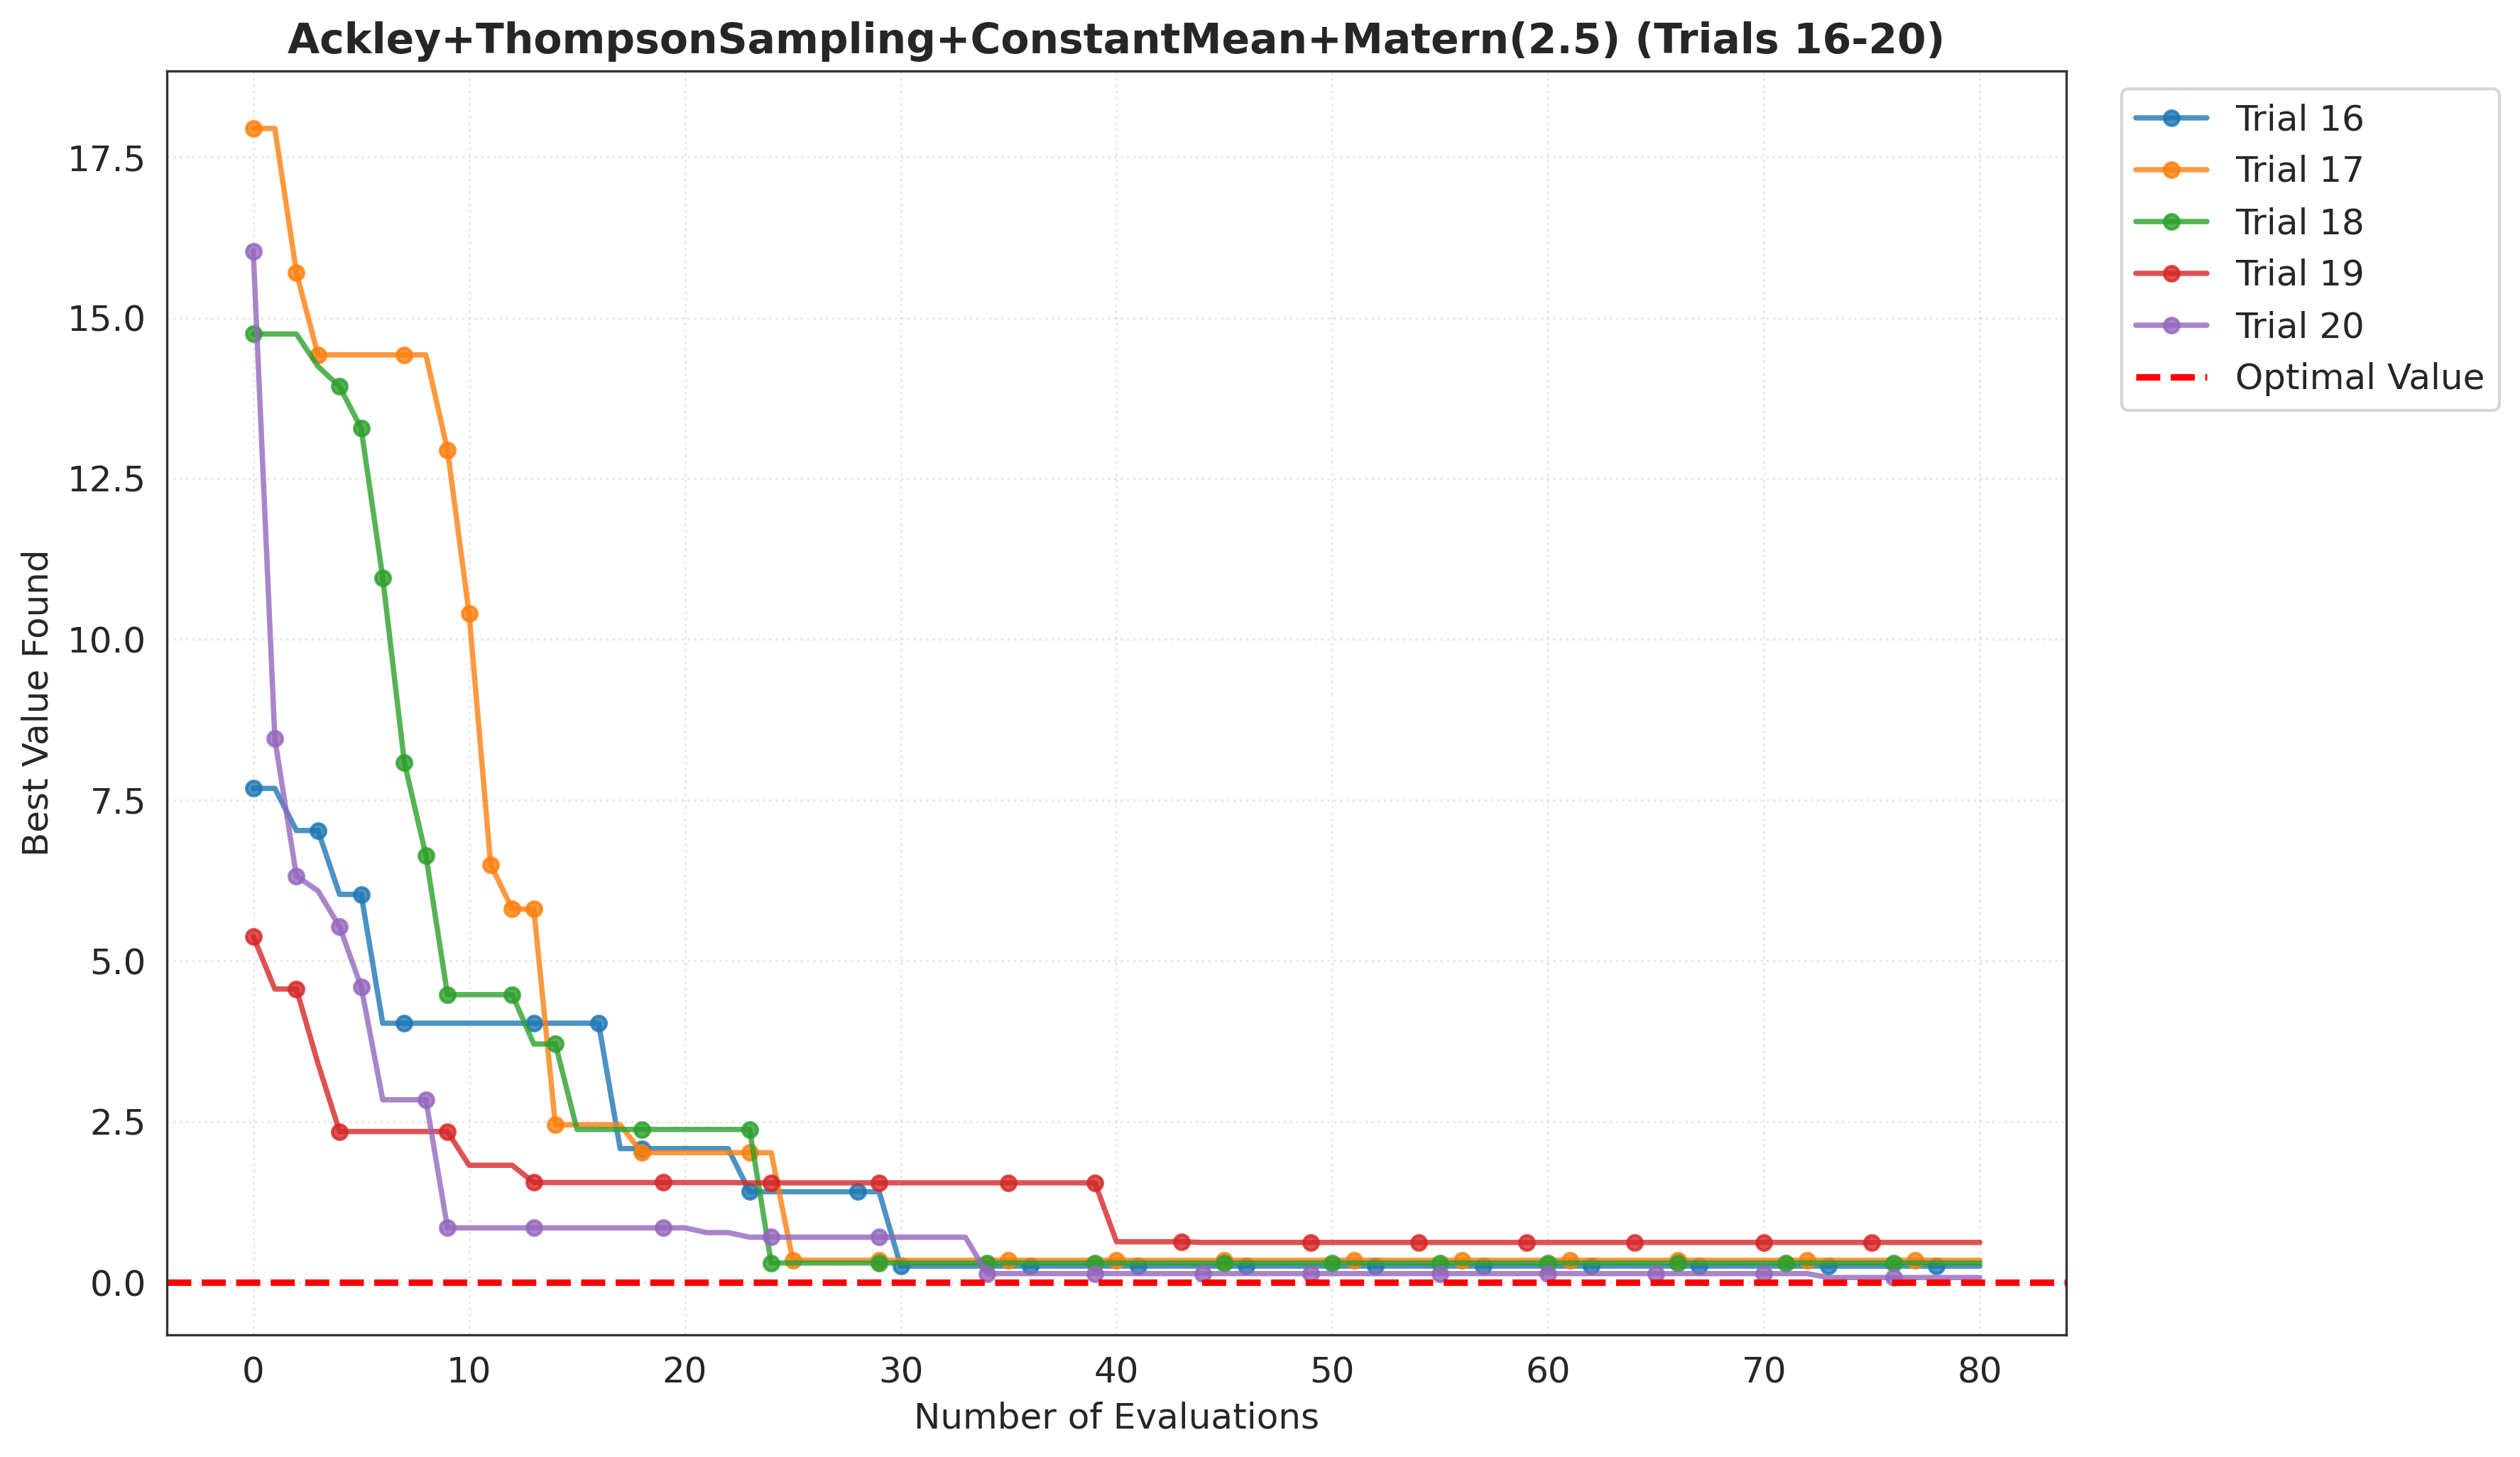 Ackley+ThompsonSampling+ConstantMean+Matern(2.5) (Trials 16-20)
Best Value Found
17.5
15.0
12.5
10.0
7.5
5.0
2.5
0.0
0 10 20 30 40 50 60 70 80
Number of Evaluations
Trial 16
Trial 17
Trial 18
Trial 19
Trial 20
Optimal Value